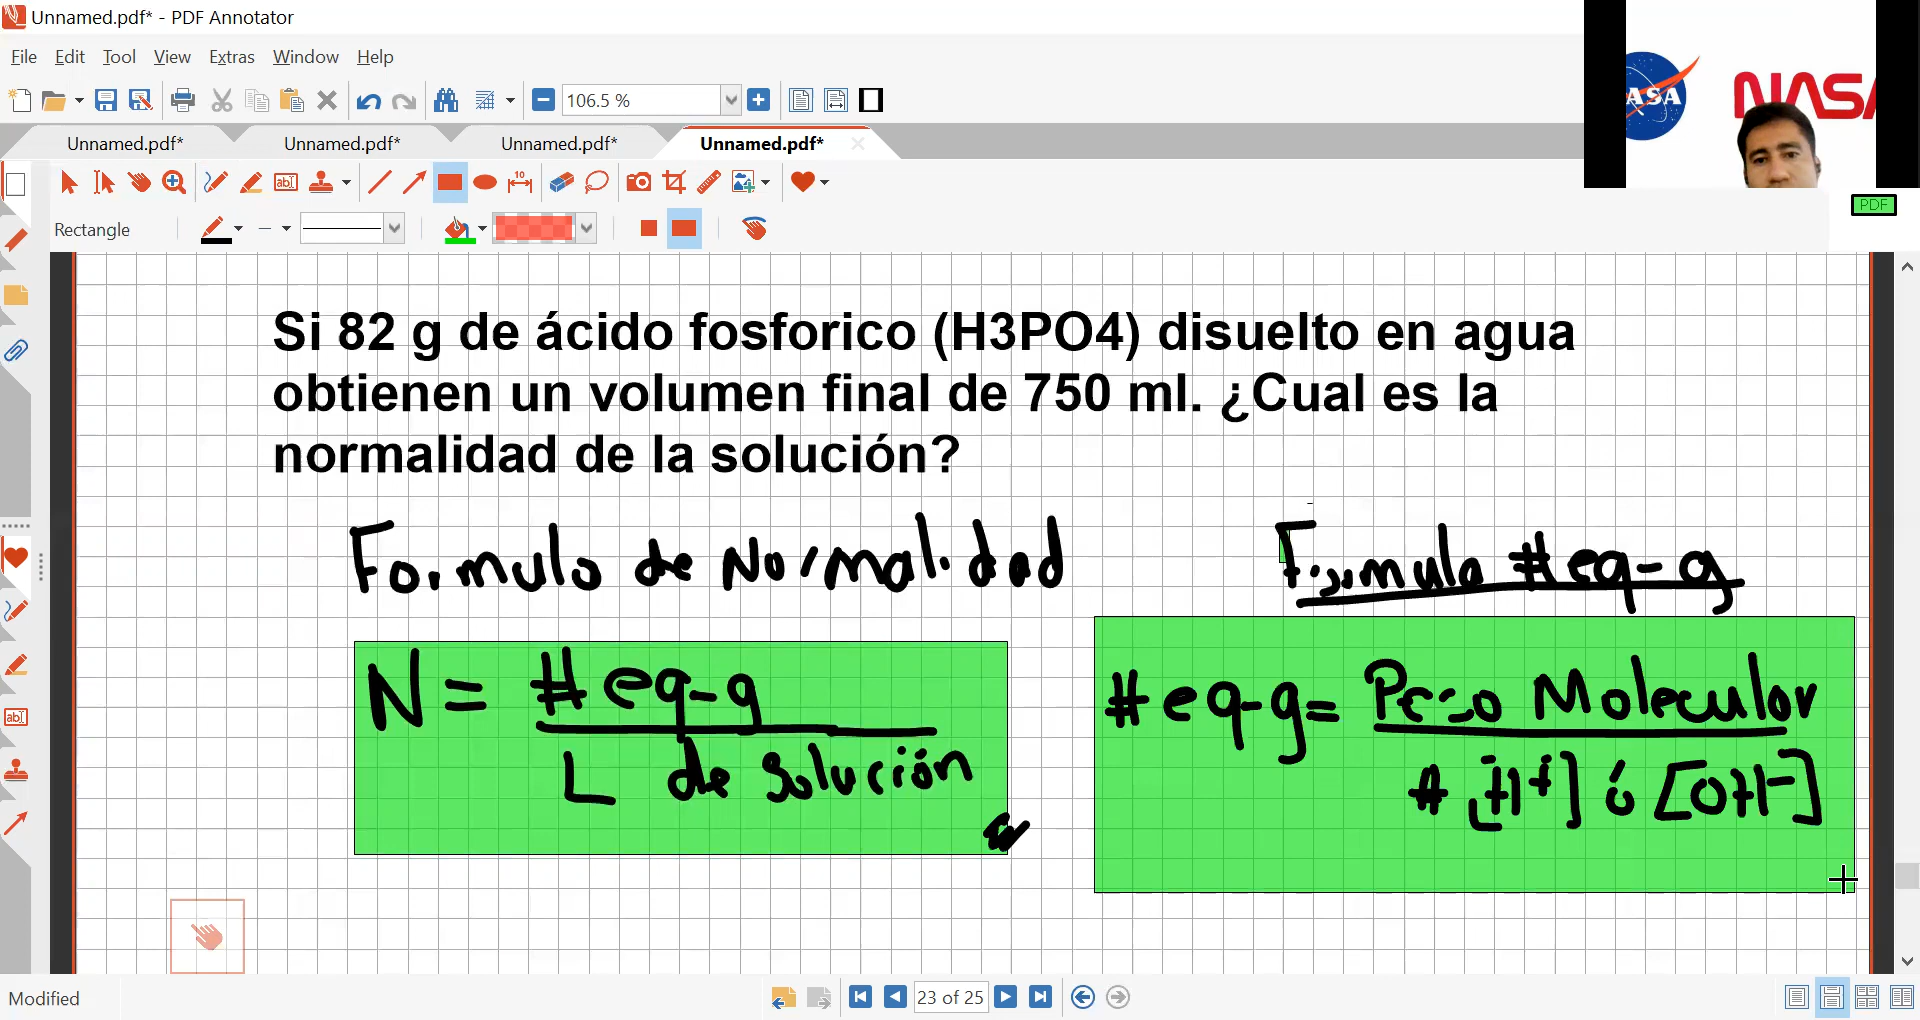 Unnamed.pdf* - PDF Annotator
File Edit Tool View Extras Window Help
106.5 %
Unnamed.pdf* Unnamed.pdf* Unnamed.pdf* Unnamed.pdf*
Rectangle
NASA
PDF
Si 82 g de ácido fosforico (H3PO4) disuelto en agua
obtienen un volumen final de 750 ml. ¿Cual es la
normalidad de la solución?
Formula de Normalidad
Formula # eq-g
N = # eq-g
L de solución
# eq-g = Peso Molecular
# [H+] ó [OH-]
Modified
23 of 25